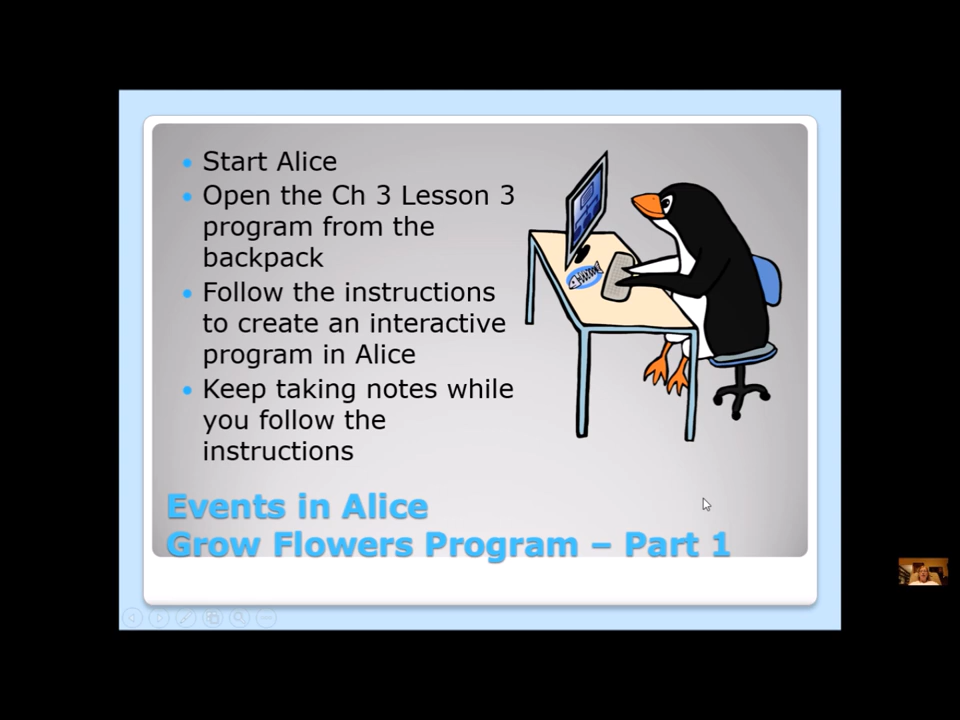 • Start Alice
• Open the Ch 3 Lesson 3
program from the
backpack
• Follow the instructions
to create an interactive
program in Alice
• Keep taking notes while
you follow the
instructions
Events in Alice
Grow Flowers Program – Part 1